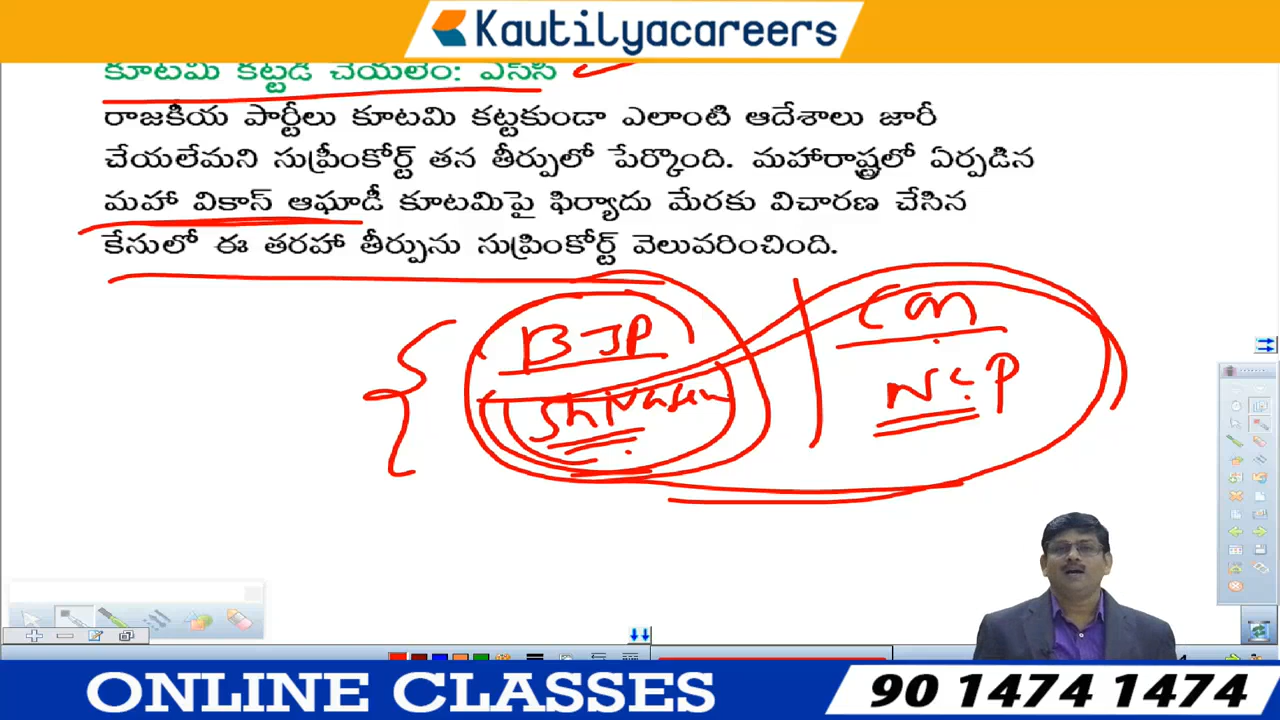 Kautilyacareers
కూటమి కట్టడి చేయలేం: ఎస్‌సీ
రాజకీయ పార్టీలు కూటమి కట్టకుండా ఎలాంటి ఆదేశాలు జారీ
చేయలేమని సుప్రీంకోర్ట్ తన తీర్పులో పేర్కొంది. మహారాష్ట్రలో ఏర్పడిన
మహా వికాస్ ఆఘాడీ కూటమిపై ఫిర్యాదు మేరకు విచారణ చేసిన
కేసులో ఈ తరహా తీర్పును సుప్రింకోర్ట్ వెలువరించింది.
BJP
NCP
ONLINE CLASSES
90 1474 1474